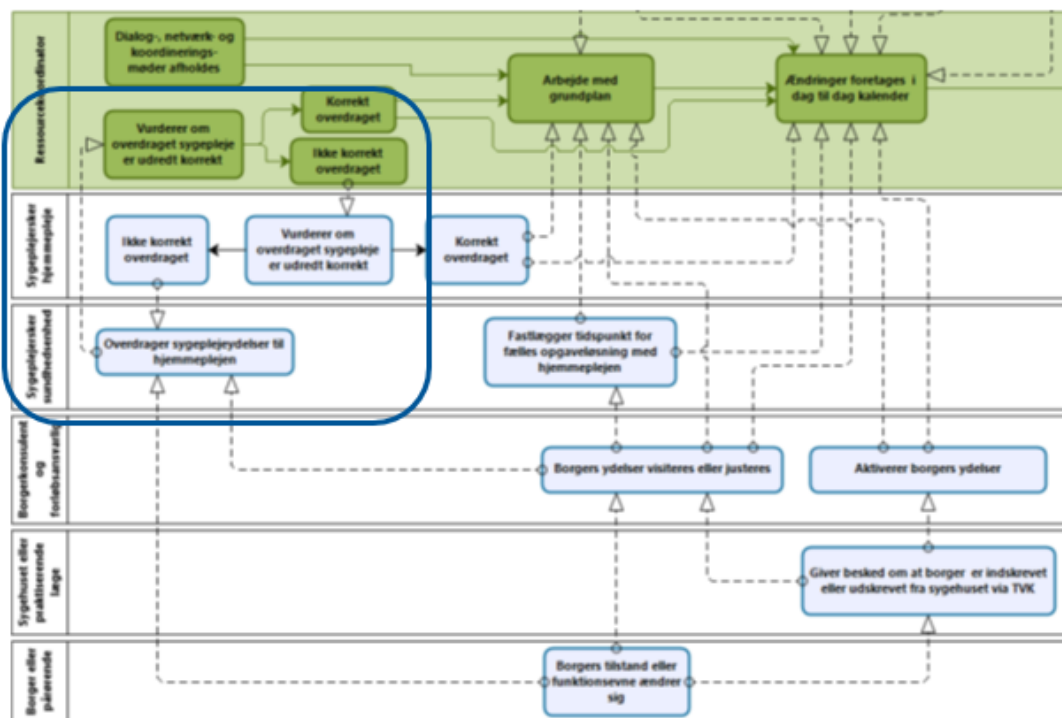 Ressourcekoordinator
Dialog-, netværk- og
koordinerings-
møder afholdes
Arbejde med
grundplan
Ændringer foretages i
dag til dag kalender
Vurderer om
overdraget sygepleje
er udredt korrekt
Korrekt
overdraget
Ikke korrekt
overdraget
Sygeplejersker
hjemmepleje
Ikke korrekt
overdraget
Vurderer om
overdraget sygepleje
er udredt korrekt
Korrekt
overdraget
Sygeplejersker
sundhedsenhed
Overdrager sygeplejeydelser til
hjemmeplejen
Fastlægger tidspunkt for
fælles opgaveløsning med
hjemmeplejen
Borgerkonsulent
og
forløbsansvarlig
Borgers ydelser visiteres eller justeres
Aktiverer borgers ydelser
Sygehuset eller
praktiserende
læge
Giver besked om at borger er indskrevet
eller udskrevet fra sygehuset via TVK
Borger eller
pårørende
Borgers tilstand eller
funktionsevne ændrer
sig